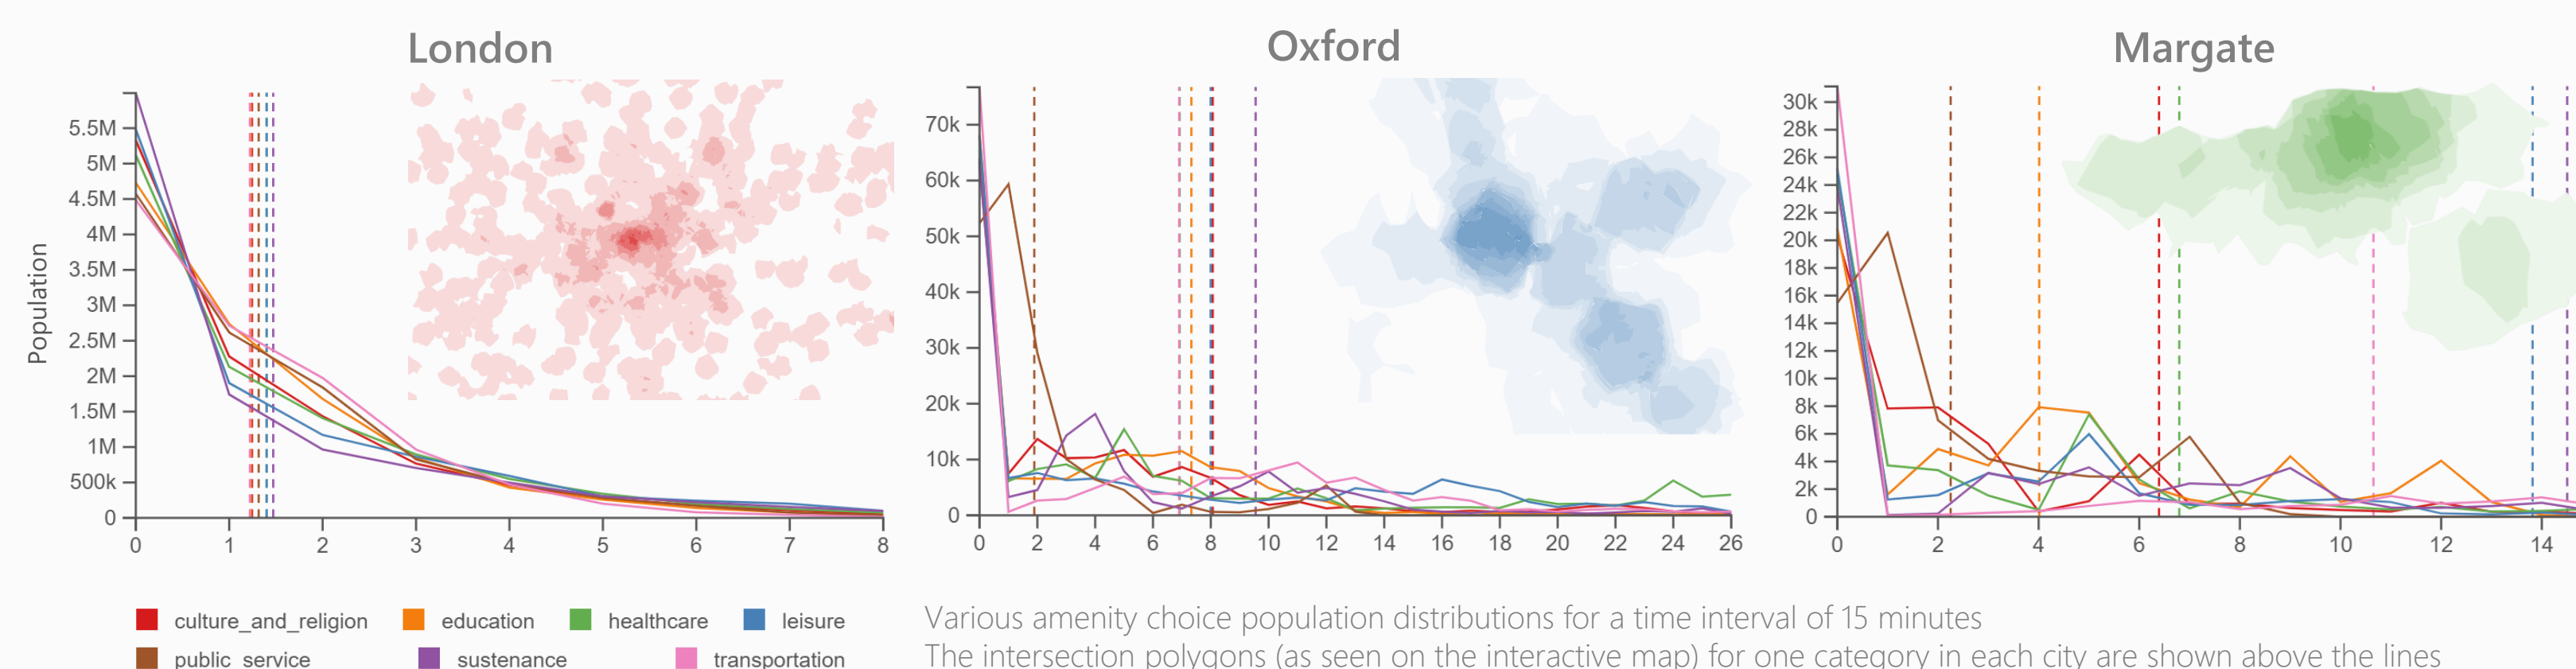 London
Oxford
Margate
Population
5.5M
5M
4.5M
4M
3.5M
3M
2.5M
2M
1.5M
1M
500k
0
0 1 2 3 4 5 6 7 8
70k
60k
50k
40k
30k
20k
10k
0
0 2 4 6 8 10 12 14 16 18 20 22 24 26
30k
28k
26k
24k
22k
20k
18k
16k
14k
12k
10k
8k
6k
4k
2k
0
0 2 4 6 8 10 12 14
culture_and_religion education healthcare leisure
public_service sustenance transportation
Various amenity choice population distributions for a time interval of 15 minutes
The intersection polygons (as seen on the interactive map) for one category in each city are shown above the lines